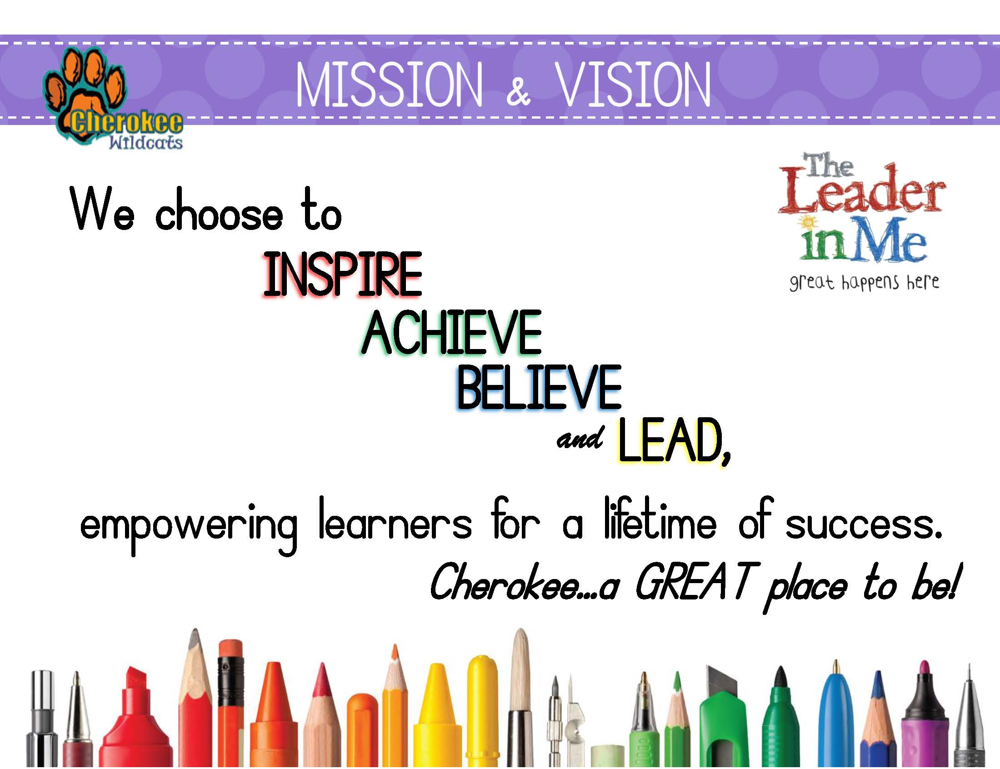 MISSION & VISION
Cherokee
Wildcats
The
Leader
in Me
great happens here
We choose to
INSPIRE
ACHIEVE
BELIEVE
and LEAD,
empowering learners for a lifetime of success.
Cherokee...a GREAT place to be!